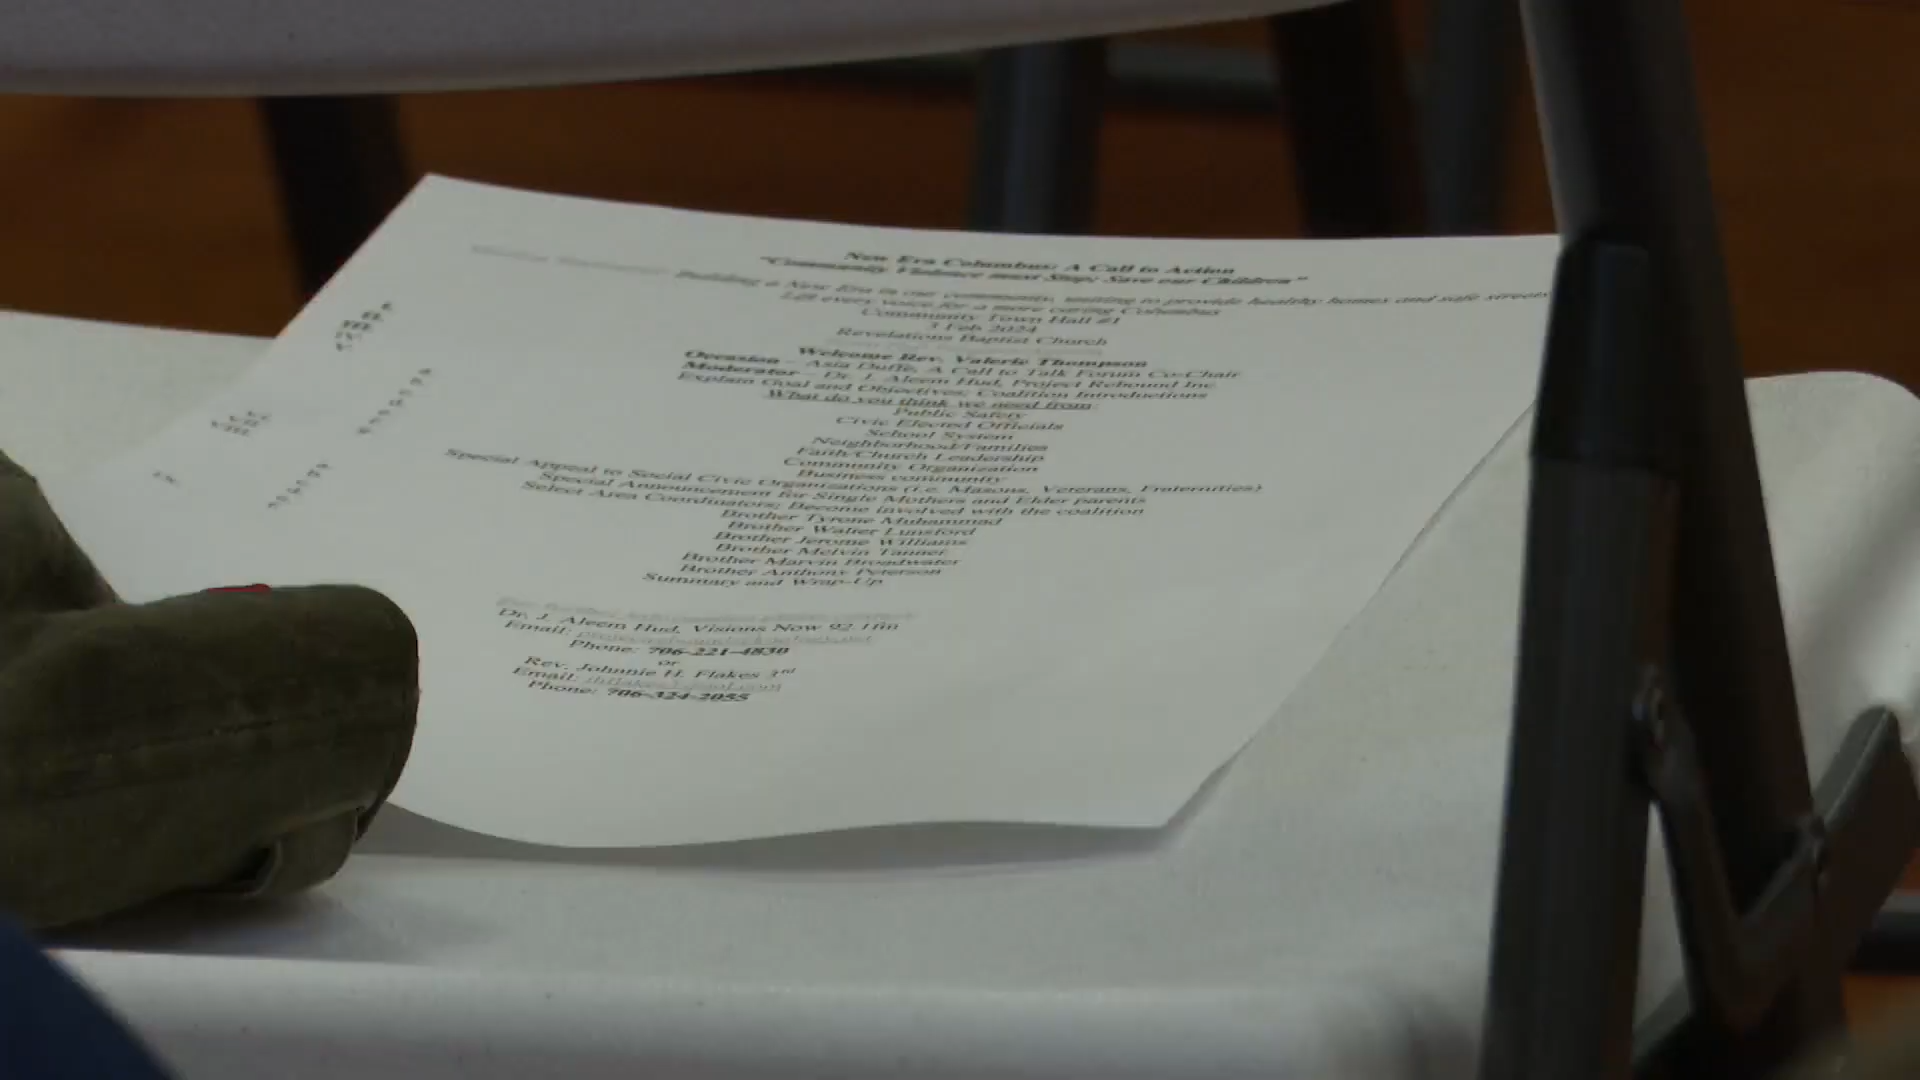 New Era Columbus: A Call to Action
"Community Violence must Stop; Save our Children"
Building a New Era in our community, uniting to provide healthy homes and safe streets
Lift every voice for a more caring Columbus
Community Town Hall #1
3 Feb 2024
Revelations Baptist Church
I. Welcome Rev. Valerie Thompson
II. Occasion – Asia Duffe, A Call to Talk Forum Co-Chair
III. Moderator – Dr. J. Aleem Hud, Project Rebound Inc.
IV. Explain Goal and Objectives; Coalition Introductions
V. What do you think we need from:
Public Safety
Civic Elected Officials
School System
Neighborhood/Families
Faith/Church Leadership
Community Organization
Business community
VI. Special Appeal to Social Civic Organizations (i.e. Masons, Veterans, Fraternities)
VII. Special Announcement for Single Mothers and Elder parents
VIII. Select Area Coordinators; Become involved with the coalition
Brother Tyrone Muhammad
Brother Walter Lunsford
Brother Jerome Williams
Brother Melvin Tanner
Brother Marvin Broadwater
Brother Anthony Peterson
IX. Summary and Wrap-Up
Dr. J. Aleem Hud, Visions Now 92.1fm
Email:
Phone: 706-221-4830
or
Rev. Johnnie H. Flakes 3rd
Email:
Phone: 706-324-2055